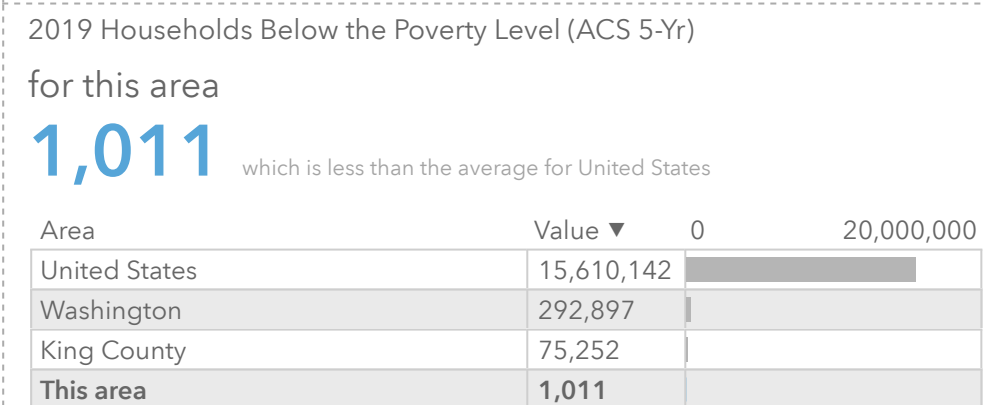 2019 Households Below the Poverty Level (ACS 5-Yr)
for this area
1,011 which is less than the average for United States
Area Value ▼ 0 20,000,000
United States 15,610,142
Washington 292,897
King County 75,252
This area 1,011